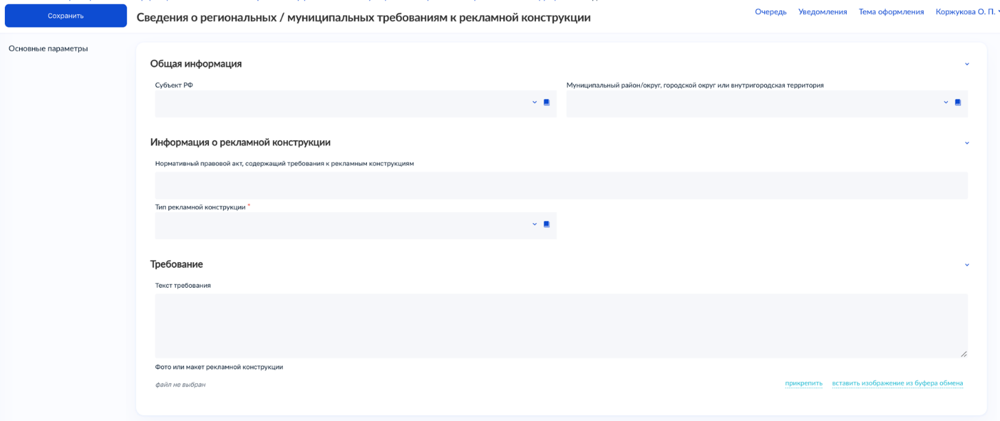 Сохранить
Сведения о региональных / муниципальных требованиям к рекламной конструкции
Очередь Уведомления Тема оформления Коржукова О. П.
Основные параметры
Общая информация
Субъект РФ
Муниципальный район/округ, городской округ или внутригородская территория
Информация о рекламной конструкции
Нормативный правовой акт, содержащий требования к рекламным конструкциям
Тип рекламной конструкции *
Требование
Текст требования
Фото или макет рекламной конструкции
файл не выбран
прикрепить вставить изображение из буфера обмена